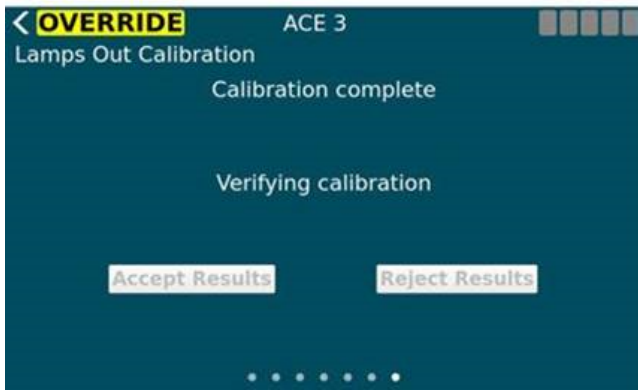 < OVERRIDE ACE 3
Lamps Out Calibration
Calibration complete
Verifying calibration
Accept Results Reject Results